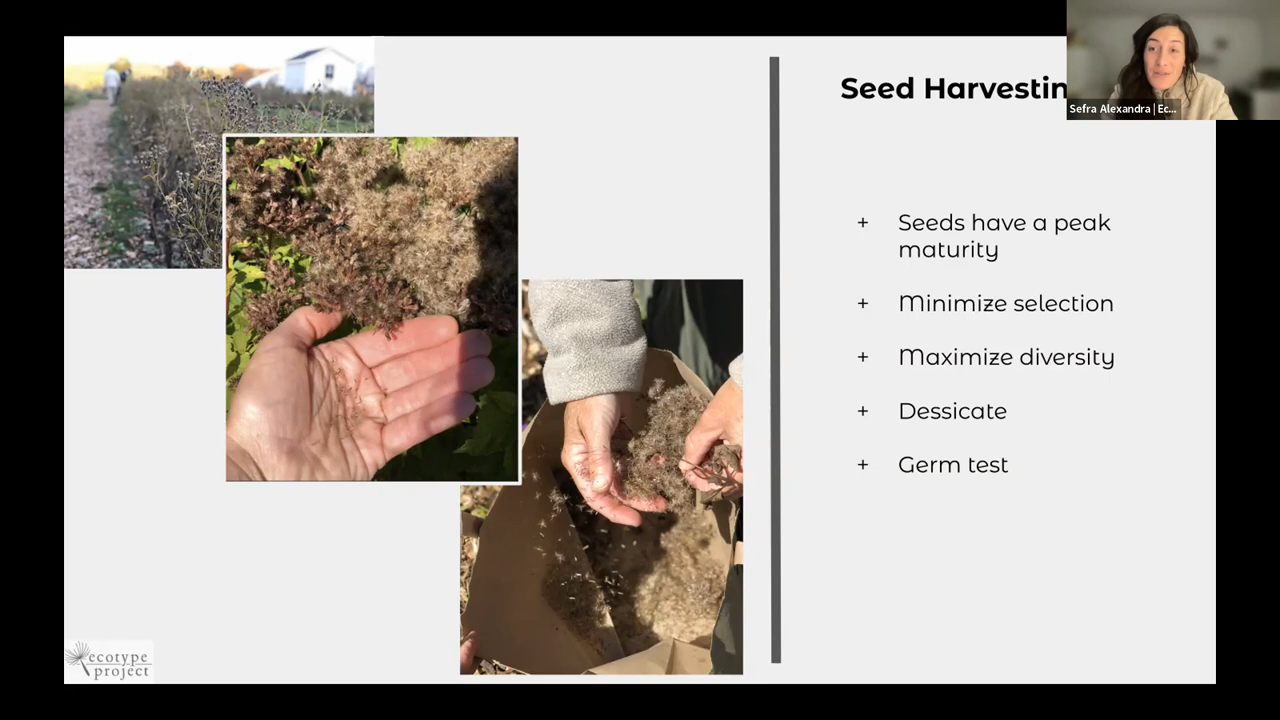 Seed Harvestin
Sefra Alexandra | Ec...
+ Seeds have a peak
maturity
+ Minimize selection
+ Maximize diversity
+ Dessicate
+ Germ test
ecotype
project